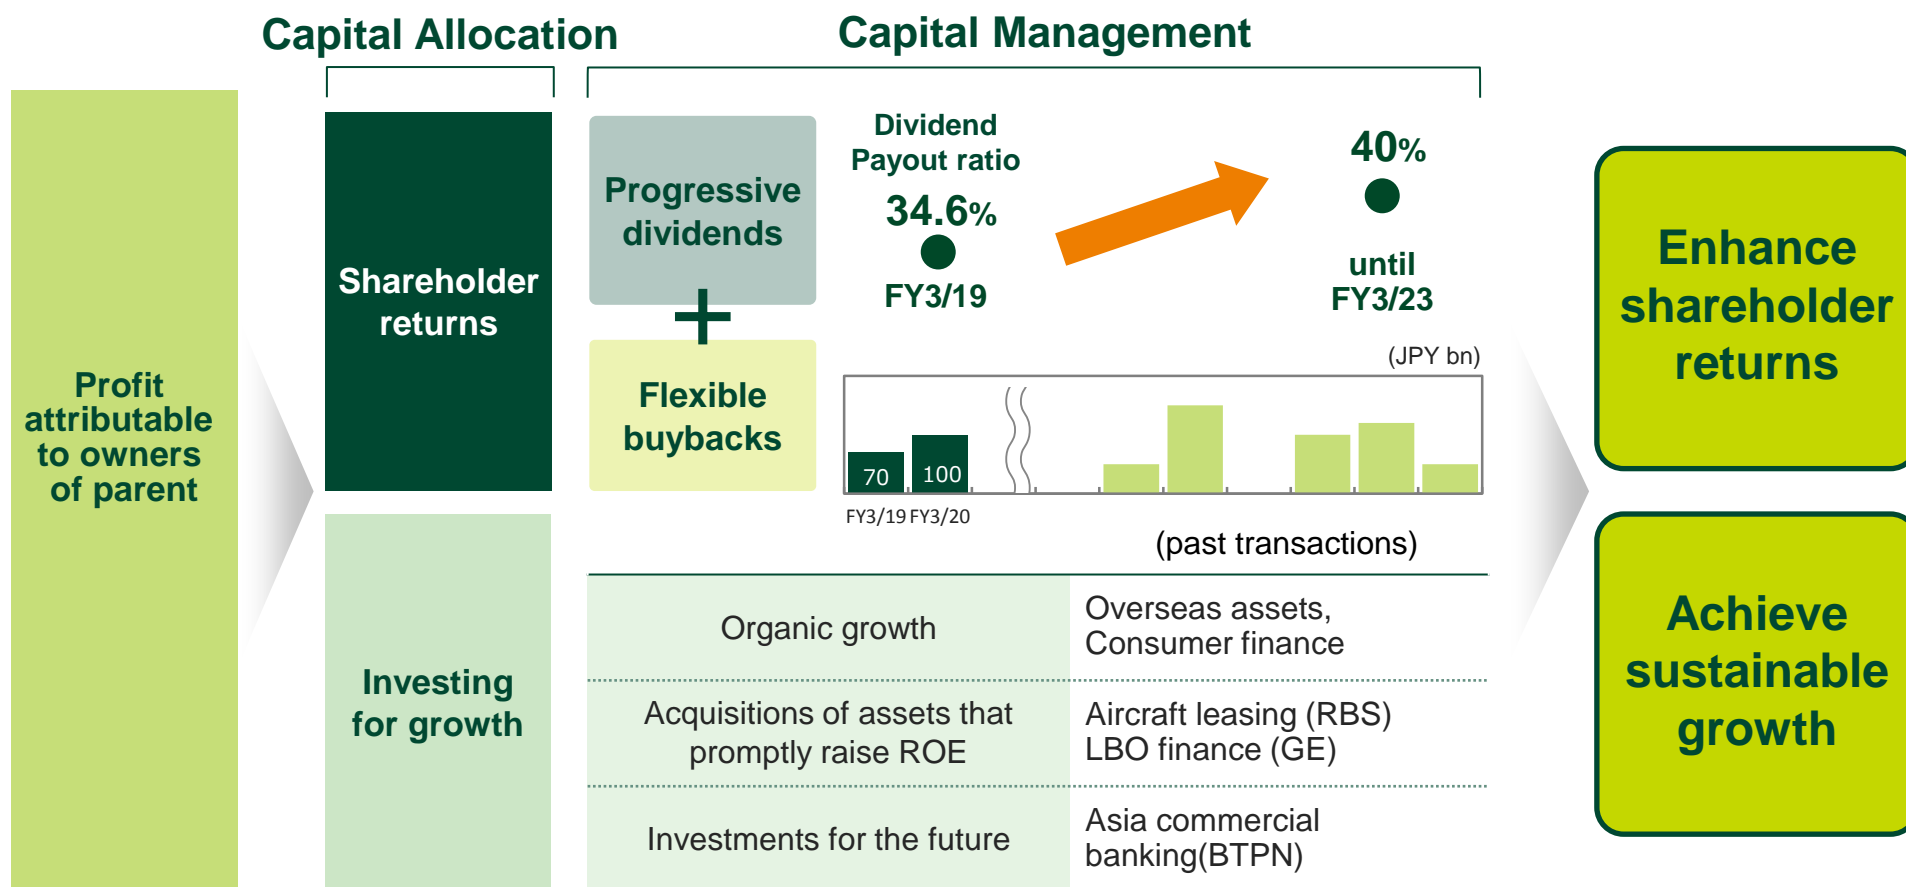 Capital Allocation
Capital Management
Profit
attributable
to owners
of parent
Shareholder
returns
Progressive
dividends
+
Flexible
buybacks
Dividend
Payout ratio
34.6%
FY3/19
40%
until
FY3/23
(JPY bn)
70
100
FY3/19
FY3/20
(past transactions)
Investing
for growth
Organic growth
Overseas assets,
Consumer finance
Acquisitions of assets that
promptly raise ROE
Aircraft leasing (RBS)
LBO finance (GE)
Investments for the future
Asia commercial
banking(BTPN)
Enhance
shareholder
returns
Achieve
sustainable
growth